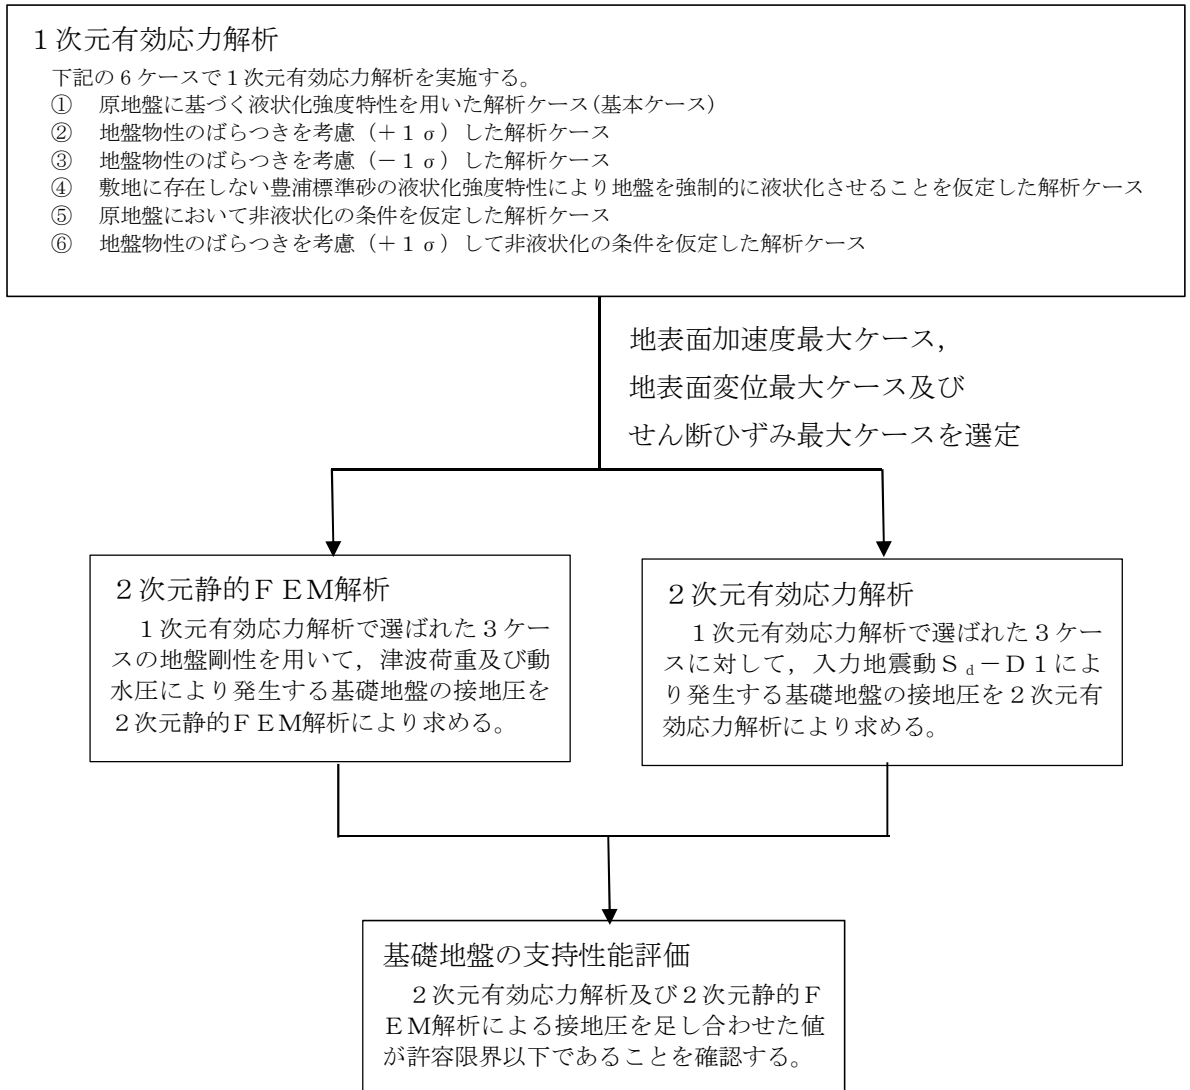 １次元有効応力解析
下記の６ケースで１次元有効応力解析を実施する。
① 原地盤に基づく液状化強度特性を用いた解析ケース(基本ケース)
② 地盤物性のばらつきを考慮（＋１σ）した解析ケース
③ 地盤物性のばらつきを考慮（－１σ）した解析ケース
④ 敷地に存在しない豊浦標準砂の液状化強度特性により地盤を強制的に液状化させることを仮定した解析ケース
⑤ 原地盤において非液状化の条件を仮定した解析ケース
⑥ 地盤物性のばらつきを考慮（＋１σ）して非液状化の条件を仮定した解析ケース
地表面加速度最大ケース，
地表面変位最大ケース及び
せん断ひずみ最大ケースを選定
２次元静的ＦＥＭ解析
１次元有効応力解析で選ばれた３ケー
スの地盤剛性を用いて，津波荷重及び動
水圧により発生する基礎地盤の接地圧を
２次元静的ＦＥＭ解析により求める。
２次元有効応力解析
１次元有効応力解析で選ばれた３ケー
スに対して，入力地震動Ｓｄ－Ｄ１によ
り発生する基礎地盤の接地圧を２次元有
効応力解析により求める。
基礎地盤の支持性能評価
２次元有効応力解析及び２次元静的Ｆ
ＥＭ解析による接地圧を足し合わせた値
が許容限界以下であることを確認する。